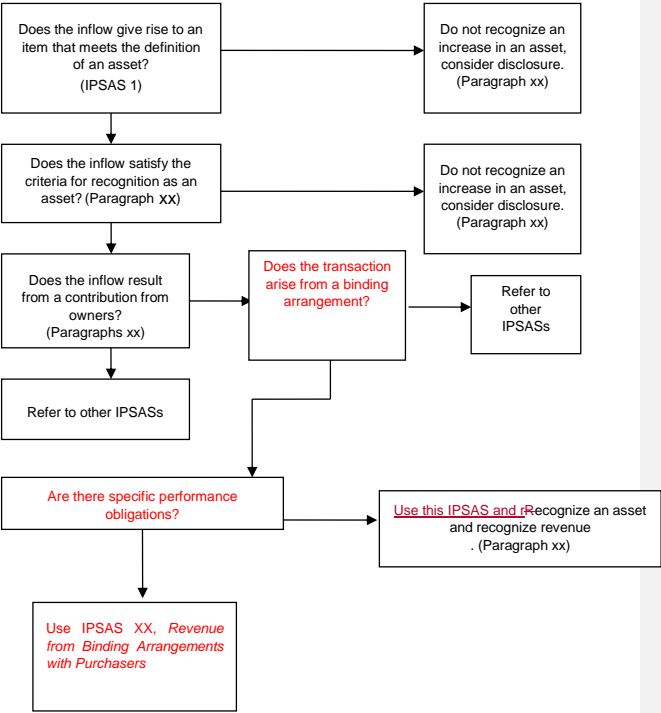 Does the inflow give rise to an
item that meets the definition
of an asset?
(IPSAS 1)
Do not recognize an
increase in an asset,
consider disclosure.
(Paragraph xx)
Does the inflow satisfy the
criteria for recognition as an
asset? (Paragraph xx)
Do not recognize an
increase in an asset,
consider disclosure.
(Paragraph xx)
Does the inflow result
from a contribution from
owners?
(Paragraphs xx)
Does the transaction
arise from a binding
arrangement?
Refer to
other
IPSASs
Refer to other IPSASs
Are there specific performance
obligations?
Use this IPSAS and rRecognize an asset
and recognize revenue
. (Paragraph xx)
Use IPSAS XX, Revenue
from Binding Arrangements
with Purchasers